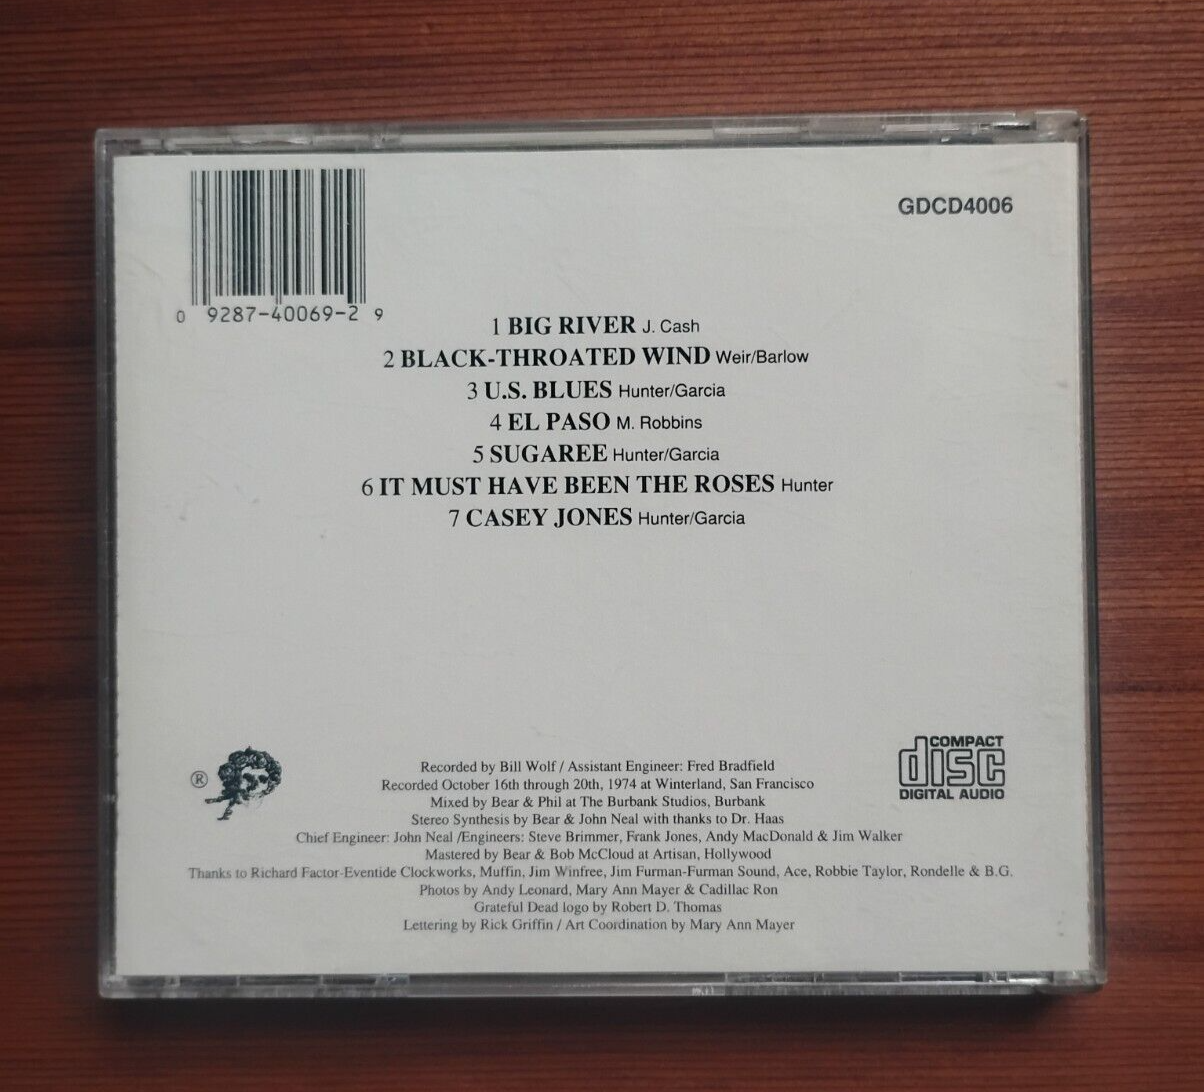 GDCD4006
0 9287-40069-2 9
1 BIG RIVER J. Cash
2 BLACK-THROATED WIND Weir/Barlow
3 U.S. BLUES Hunter/Garcia
4 EL PASO M. Robbins
5 SUGAREE Hunter/Garcia
6 IT MUST HAVE BEEN THE ROSES Hunter
7 CASEY JONES Hunter/Garcia
®
COMPACT
disc
DIGITAL AUDIO
Recorded by Bill Wolf / Assistant Engineer: Fred Bradfield
Recorded October 16th through 20th, 1974 at Winterland, San Francisco
Mixed by Bear & Phil at The Burbank Studios, Burbank
Stereo Synthesis by Bear & John Neal with thanks to Dr. Haas
Chief Engineer: John Neal /Engineers: Steve Brimmer, Frank Jones, Andy MacDonald & Jim Walker
Mastered by Bear & Bob McCloud at Artisan, Hollywood
Thanks to Richard Factor-Eventide Clockworks, Muffin, Jim Winfree, Jim Furman-Furman Sound, Ace, Robbie Taylor, Rondelle & B.G.
Photos by Andy Leonard, Mary Ann Mayer & Cadillac Ron
Grateful Dead logo by Robert D. Thomas
Lettering by Rick Griffin / Art Coordination by Mary Ann Mayer